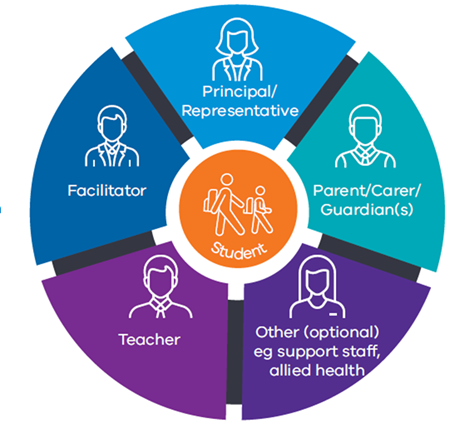 Principal/
Representative
Parent/Carer/
Guardian(s)
Other (optional)
eg support staff,
allied health
Teacher
Facilitator
Student